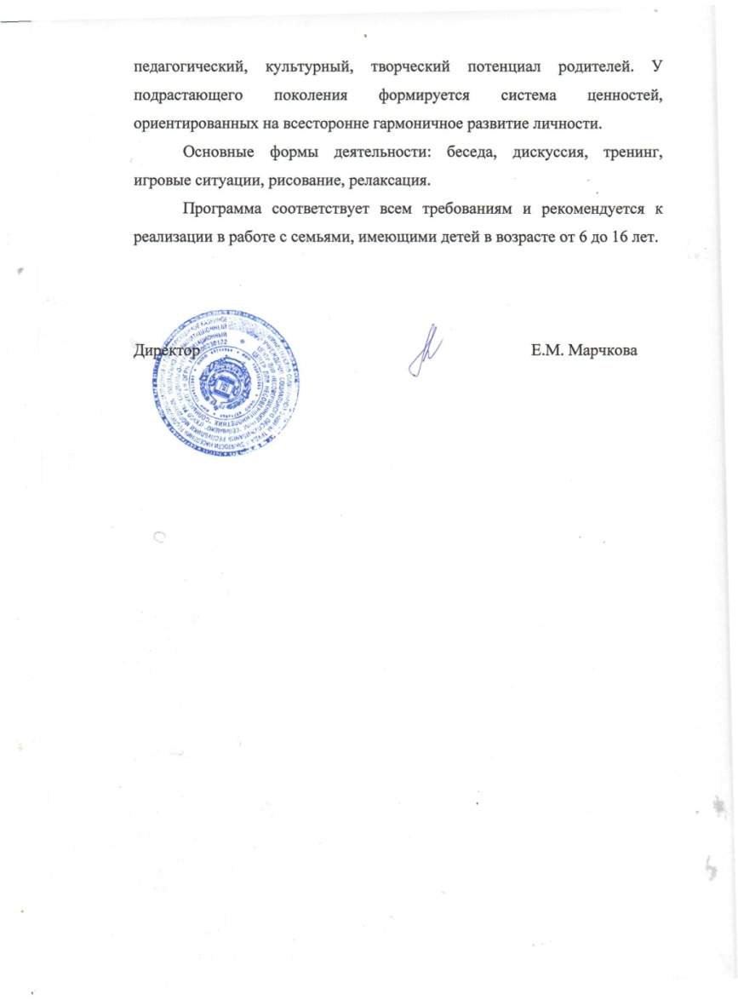 педагогический, культурный, творческий потенциал родителей. У
подрастающего поколения формируется система ценностей,
ориентированных на всесторонне гармоничное развитие личности.
Основные формы деятельности: беседа, дискуссия, тренинг,
игровые ситуации, рисование, релаксация.
Программа соответствует всем требованиям и рекомендуется к
реализации в работе с семьями, имеющими детей в возрасте от 6 до 16 лет.
Директор Е.М. Марчкова